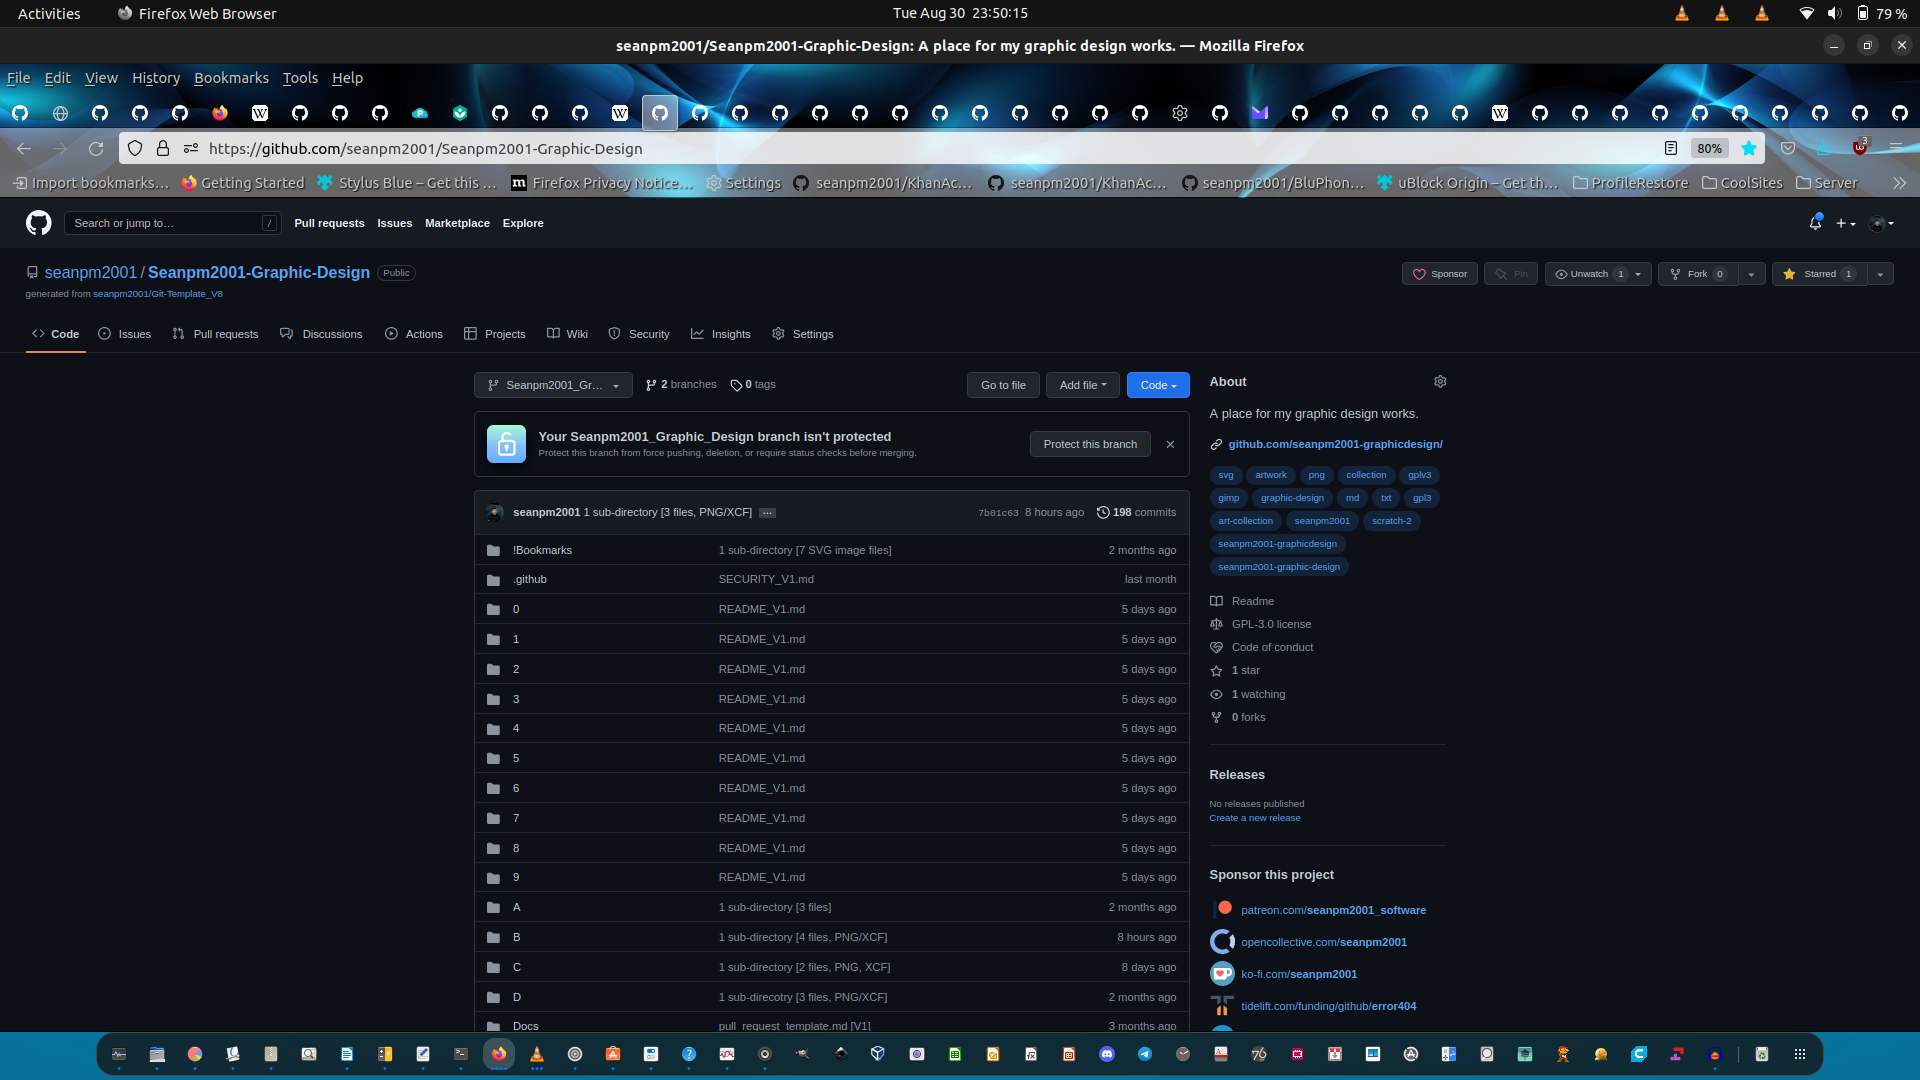 Activities Firefox Web Browser Tue Aug 30 23:50:15 79 %
seanpm2001/Seanpm2001-Graphic-Design: A place for my graphic design works. — Mozilla Firefox
File Edit View History Bookmarks Tools Help
https://github.com/seanpm2001/Seanpm2001-Graphic-Design 80% 3
Import bookmarks… Getting Started Stylus Blue – Get this … Firefox Privacy Notice… Settings seanpm2001/KhanAc… seanpm2001/KhanAc… seanpm2001/BluPhon… uBlock Origin – Get th… ProfileRestore CoolSites Server
Search or jump to… / Pull requests Issues Marketplace Explore
seanpm2001 / Seanpm2001-Graphic-Design Public Sponsor Pin Unwatch 1 Fork 0 Starred 1
generated from seanpm2001/Git-Template_V8
Code Issues Pull requests Discussions Actions Projects Wiki Security Insights Settings
Seanpm2001_Gr… 2 branches 0 tags Go to file Add file Code
Your Seanpm2001_Graphic_Design branch isn't protected
Protect this branch from force pushing, deletion, or require status checks before merging.
Protect this branch
seanpm2001 1 sub-directory [3 files, PNG/XCF] … 7b01c63 8 hours ago 198 commits
!Bookmarks 1 sub-directory [7 SVG image files] 2 months ago
.github SECURITY_V1.md last month
0 README_V1.md 5 days ago
1 README_V1.md 5 days ago
2 README_V1.md 5 days ago
3 README_V1.md 5 days ago
4 README_V1.md 5 days ago
5 README_V1.md 5 days ago
6 README_V1.md 5 days ago
7 README_V1.md 5 days ago
8 README_V1.md 5 days ago
9 README_V1.md 5 days ago
A 1 sub-directory [3 files] 2 months ago
B 1 sub-directory [4 files, PNG/XCF] 8 hours ago
C 1 sub-directory [2 files, PNG, XCF] 8 days ago
D 1 sub-direcotry [3 files, PNG/XCF] 2 months ago
Docs pull_request_template.md [V1] 3 months ago
About
A place for my graphic design works.
github.com/seanpm2001-graphicdesign/
svg artwork png collection gplv3
gimp graphic-design md txt gpl3
art-collection seanpm2001 scratch-2
seanpm2001-graphicdesign
seanpm2001-graphic-design
Readme
GPL-3.0 license
Code of conduct
1 star
1 watching
0 forks
Releases
No releases published
Create a new release
Sponsor this project
patreon.com/seanpm2001_software
opencollective.com/seanpm2001
ko-fi.com/seanpm2001
tidelift.com/funding/github/error404